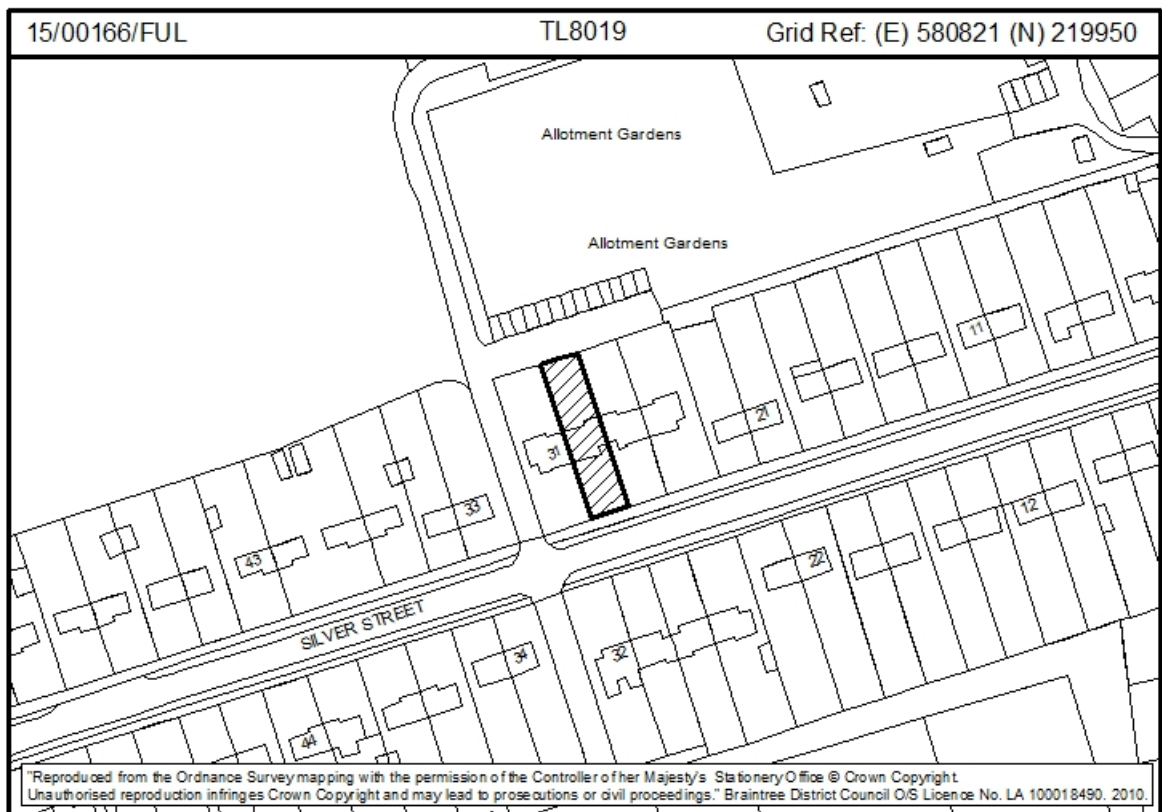 15/00166/FUL TL8019 Grid Ref: (E) 580821 (N) 219950
Allotment Gardens
Allotment Gardens
11
21
31
33
43
12
22
SILVER STREET
32
34
44
"Reproduced from the Ordnance Survey mapping with the permission of the Controller of her Majesty's Stationery Office © Crown Copyright.
Unauthorised reproduction infringes Crown Copyright and may lead to prosecutions or civil proceedings." Braintree District Council O/S Licence No. LA 100018490. 2010.